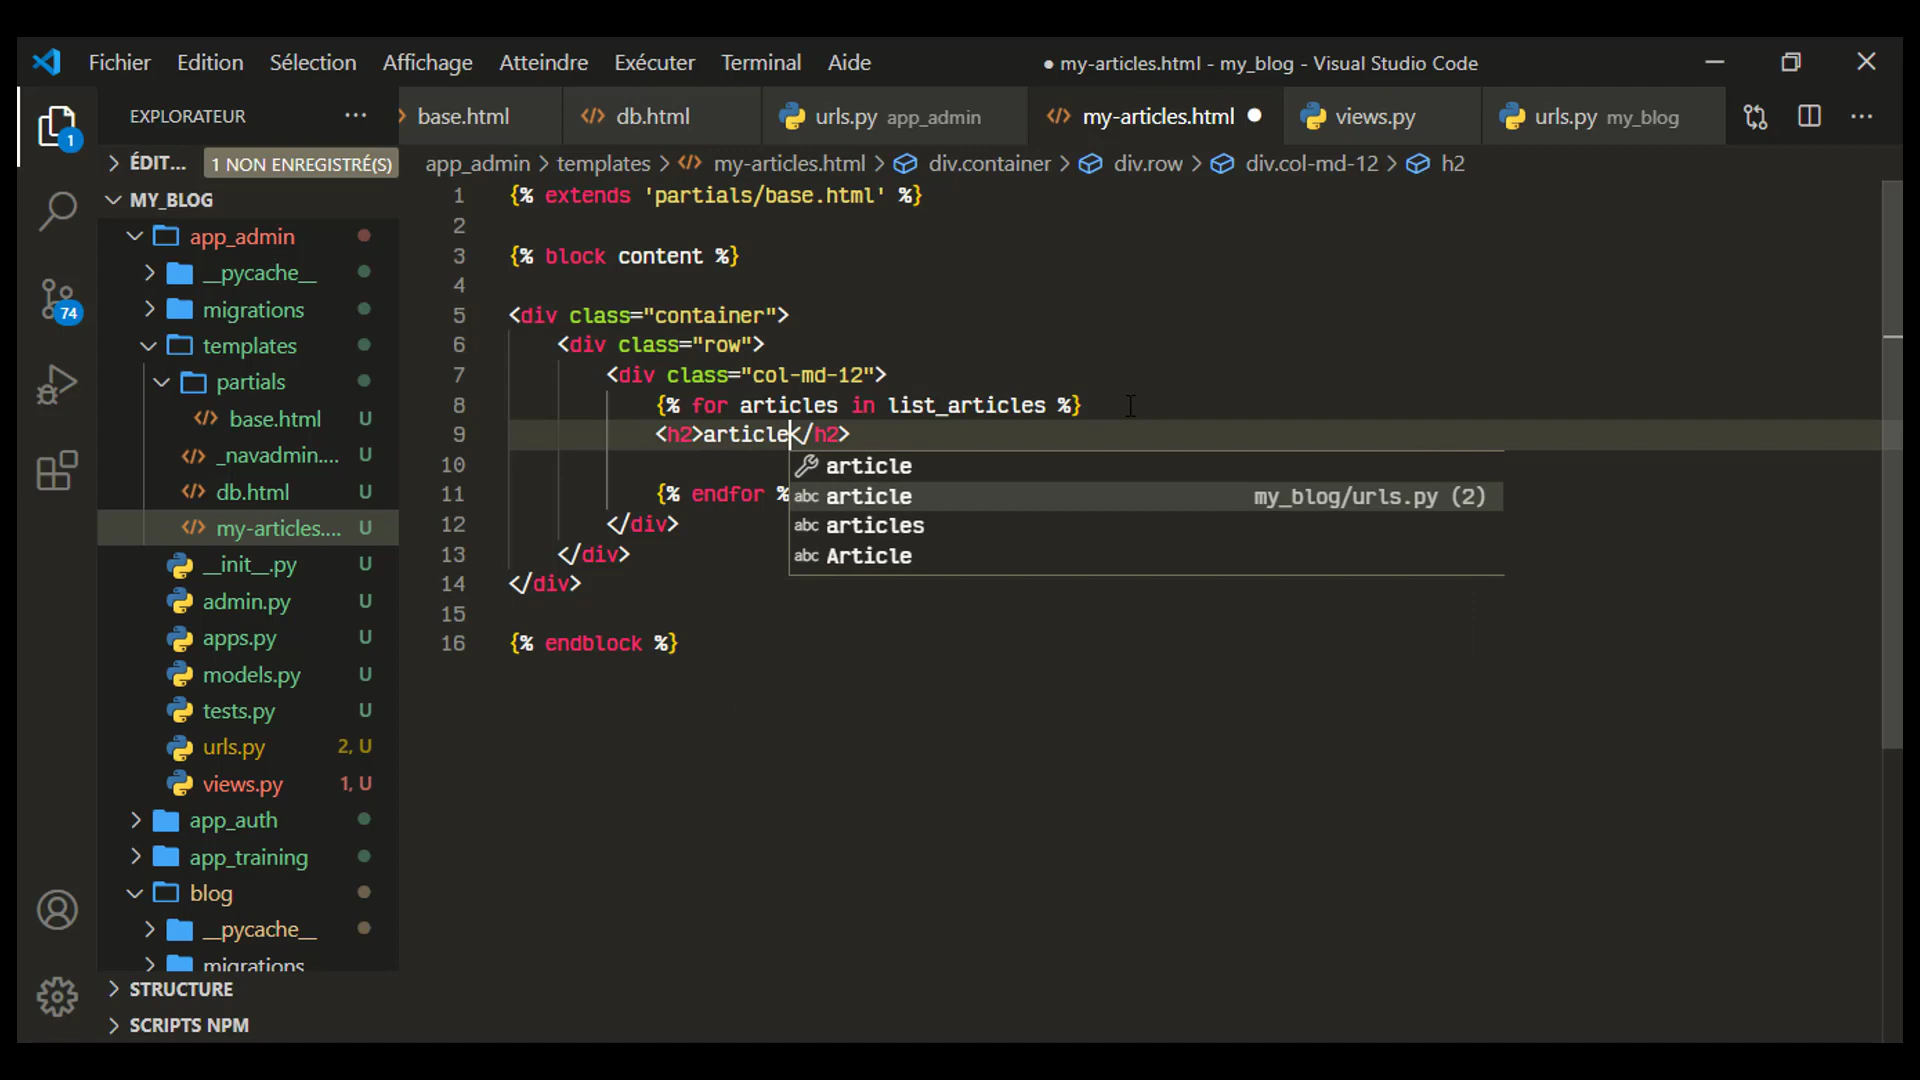 Fichier Edition Sélection Affichage Atteindre Exécuter Terminal Aide ● my-articles.html - my_blog - Visual Studio Code
EXPLORATEUR ···
base.html db.html urls.py app_admin my-articles.html views.py urls.py my_blog
1
ÉDIT... 1 NON ENREGISTRÉ(S)
app_admin > templates > my-articles.html > div.container > div.row > div.col-md-12 > h2
MY_BLOG
app_admin
__pycache__
migrations
74
templates
partials
base.html U
_navadmin.... U
db.html U
my-articles.... U
__init__.py U
admin.py U
apps.py U
models.py U
tests.py U
urls.py 2, U
views.py 1, U
app_auth
app_training
blog
__pycache__
migrations
STRUCTURE
SCRIPTS NPM
1 {% extends 'partials/base.html' %}
2
3 {% block content %}
4
5 <div class="container">
6 <div class="row">
7 <div class="col-md-12">
8 {% for articles in list_articles %}
9 <h2>article</h2>
10
11 {% endfor %
12 </div>
13 </div>
14 </div>
15
16 {% endblock %}
article
abc article my_blog/urls.py (2)
abc articles
abc Article